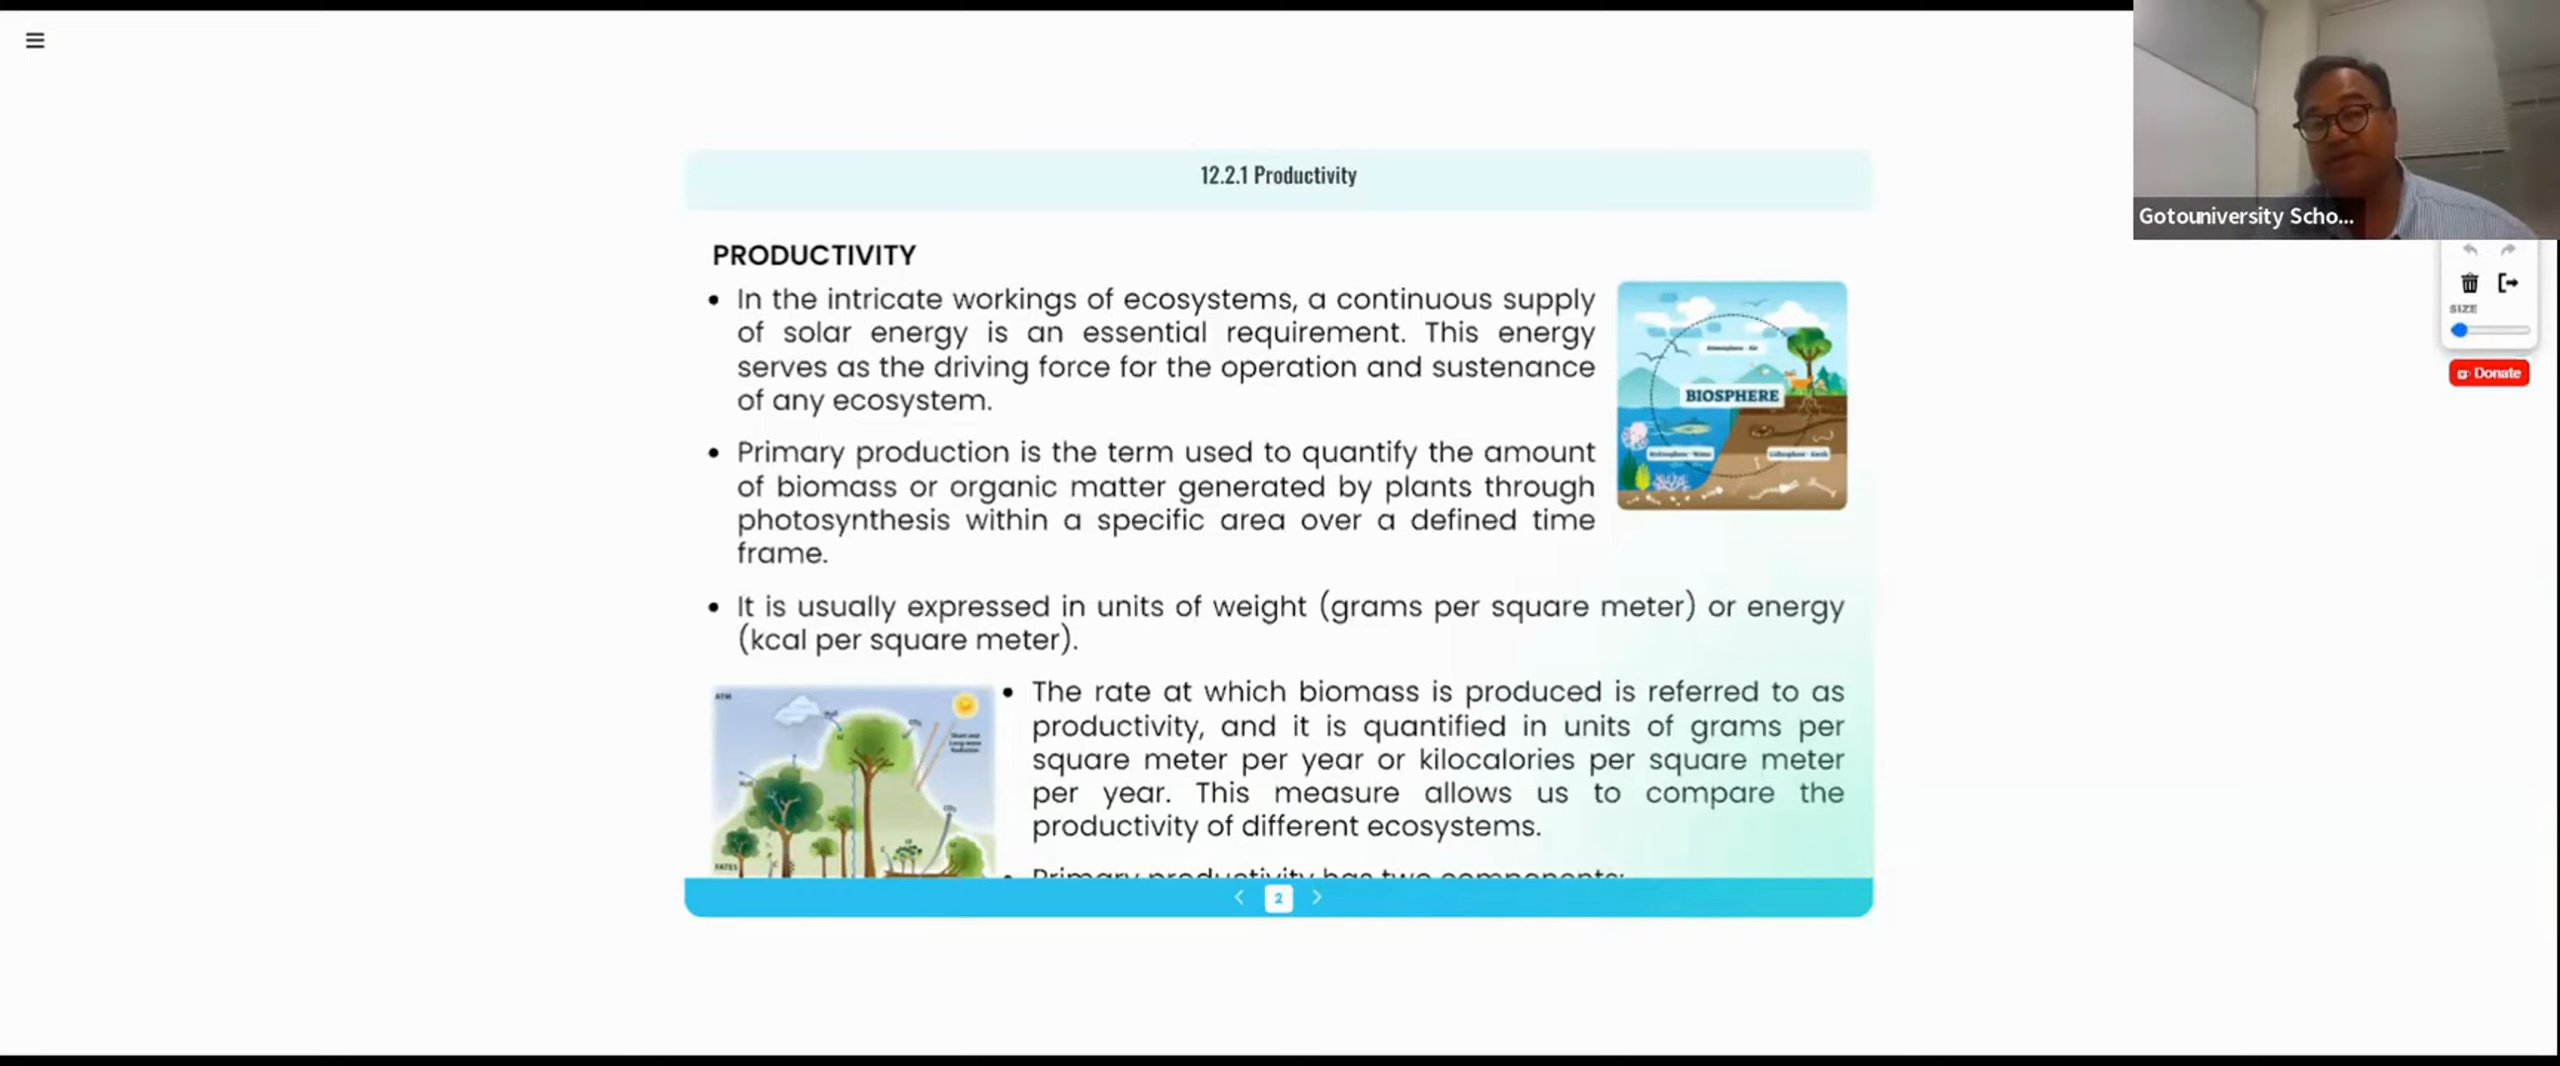 Gotouniversity Scho...
SIZE
Donate
12.2.1 Productivity
PRODUCTIVITY
• In the intricate workings of ecosystems, a continuous supply
of solar energy is an essential requirement. This energy
serves as the driving force for the operation and sustenance
of any ecosystem.
BIOSPHERE
• Primary production is the term used to quantify the amount
of biomass or organic matter generated by plants through
photosynthesis within a specific area over a defined time
frame.
• It is usually expressed in units of weight (grams per square meter) or energy
(kcal per square meter).
ATM
• The rate at which biomass is produced is referred to as
productivity, and it is quantified in units of grams per
square meter per year or kilocalories per square meter
per year. This measure allows us to compare the
productivity of different ecosystems.
• Primary productivity has two components:
2